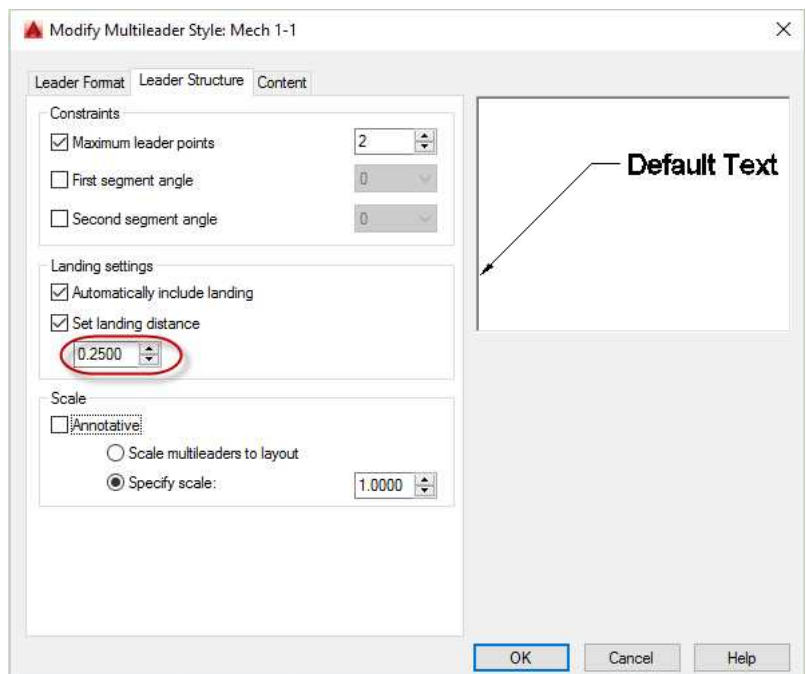 Modify Multileader Style: Mech 1-1
Leader Format Leader Structure Content
Constraints
Maximum leader points 2
First segment angle 0
Second segment angle 0
Landing settings
Automatically include landing
Set landing distance
0.2500
Scale
Annotative
Scale multileaders to layout
Specify scale: 1.0000
Default Text
OK Cancel Help